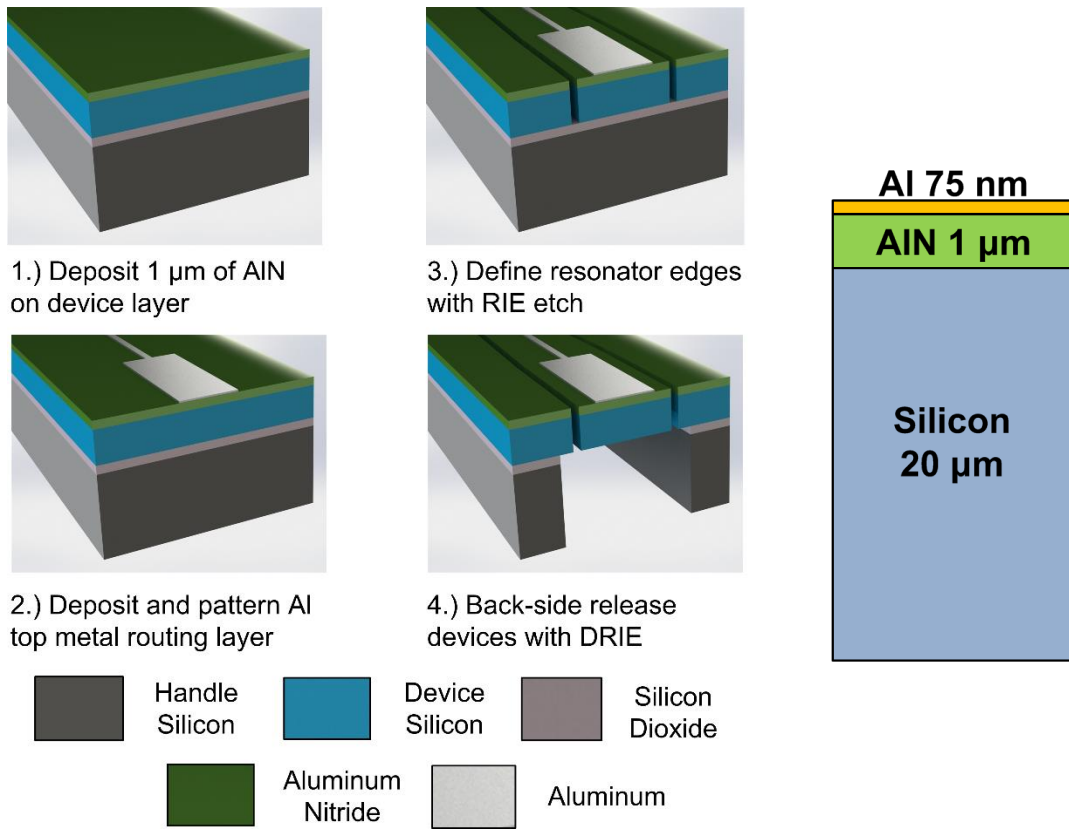 1.) Deposit 1 µm of AlN
on device layer
2.) Deposit and pattern Al
top metal routing layer
3.) Define resonator edges
with RIE etch
4.) Back-side release
devices with DRIE
Handle
Silicon
Device
Silicon
Silicon
Dioxide
Aluminum
Nitride
Aluminum
Al 75 nm
AlN 1 µm
Silicon
20 µm